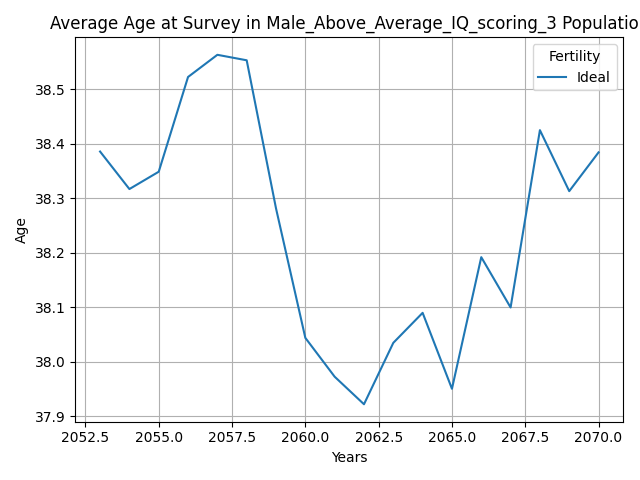 Average Age at Survey in Male_Above_Average_IQ_scoring_3 Populatio
Fertility
Ideal
38.5
38.4
38.3
38.2
38.1
38.0
37.9
Age
2052.5 2055.0 2057.5 2060.0 2062.5 2065.0 2067.5 2070.0
Years